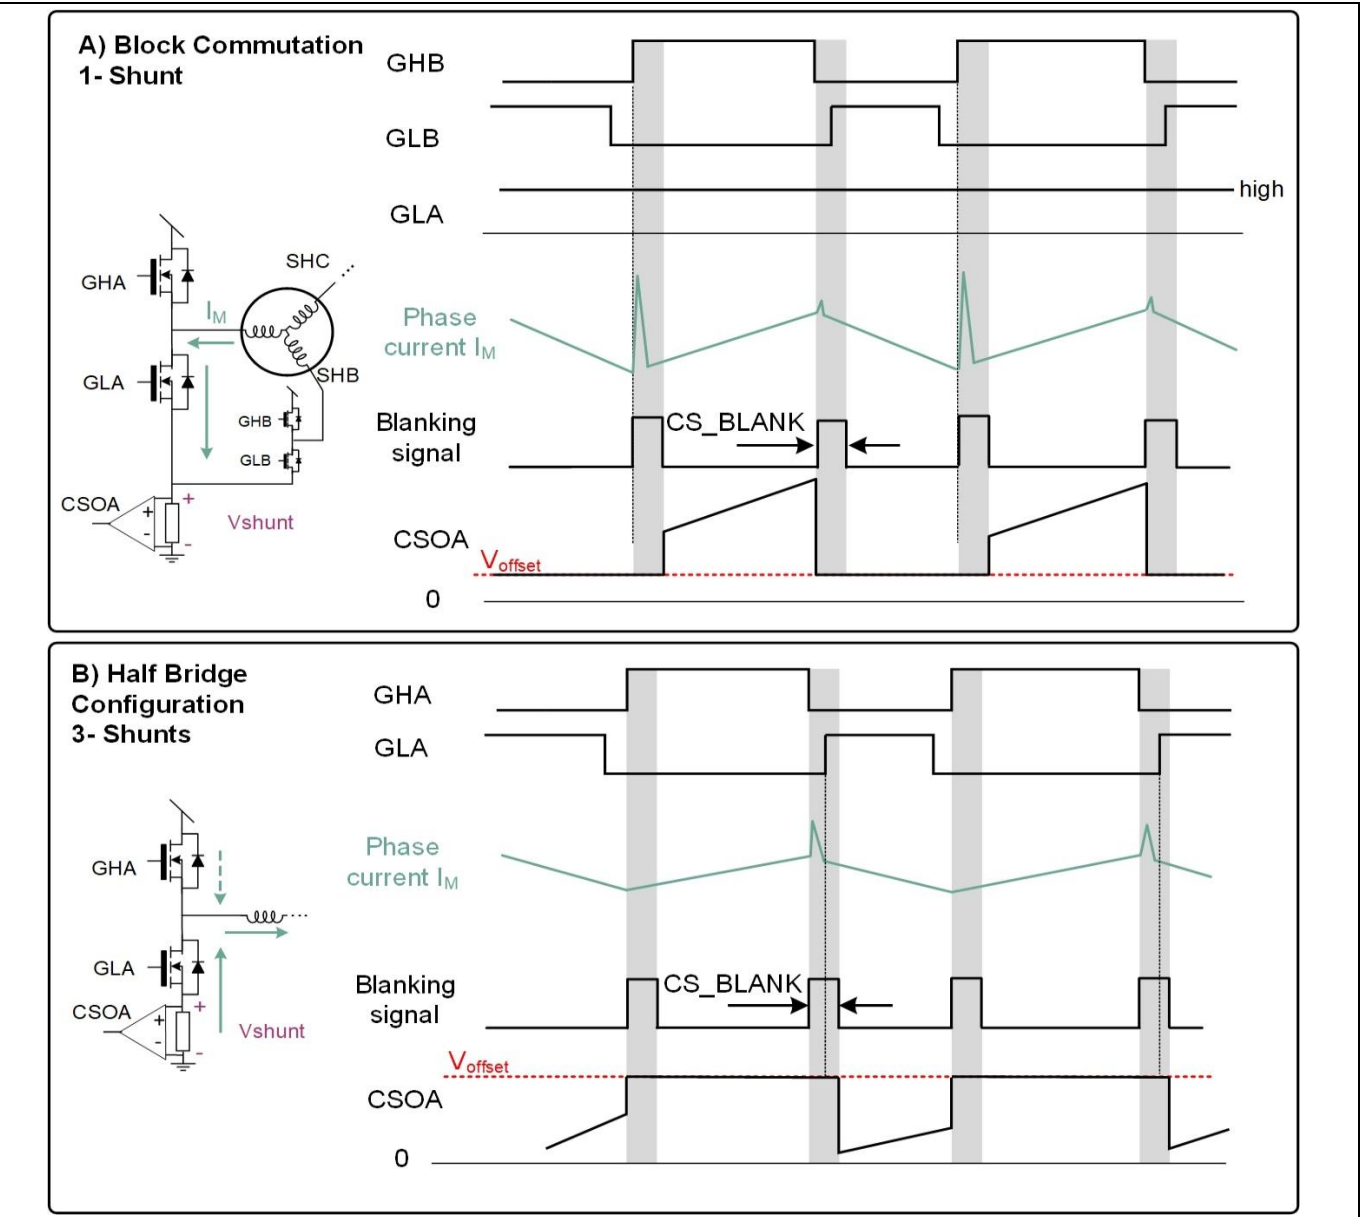 A) Block Commutation
1- Shunt
GHB
GLB
GLA
high
SHC
GHA
IM
GLA
SHB
GHB
GLB
CSOA
+
-
+
-
Vshunt
Phase
current IM
Blanking
signal
CS_BLANK
CSOA
Voffset
0
B) Half Bridge
Configuration
3- Shunts
GHA
GLA
GHA
GLA
CSOA
+
-
+
-
Vshunt
Phase
current IM
Blanking
signal
CS_BLANK
Voffset
CSOA
0